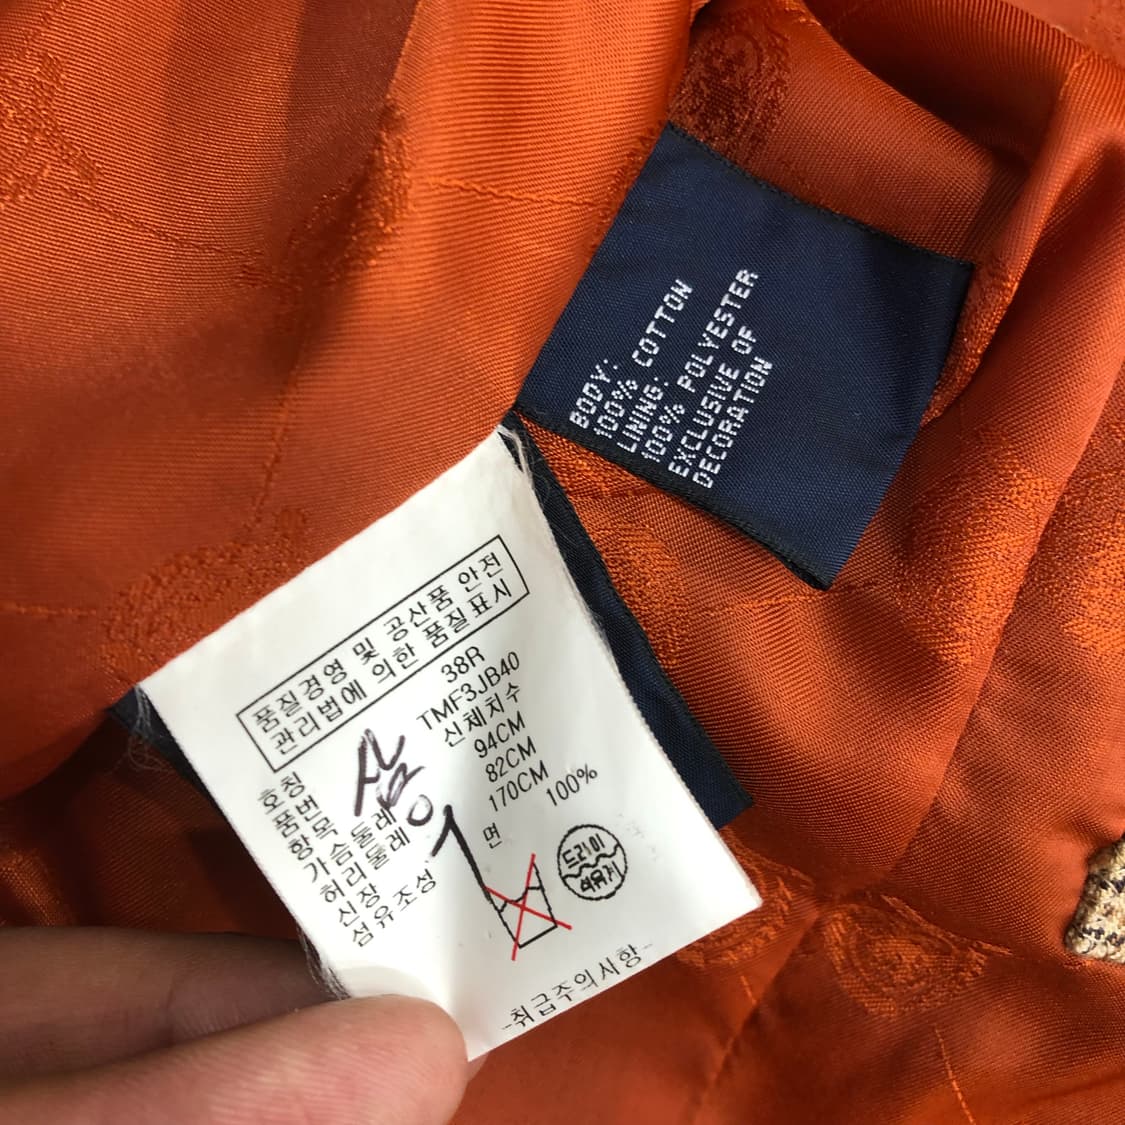 BODY:
100% COTTON
LINING:
100% POLYESTER
EXCLUSIVE OF
DECORATION
품질경영 및 공산품 안전
관리법에 의한 품질표시
호칭 38R
품번 TMF3JB40
항목 신체치수
가슴둘레 94CM
허리둘레 82CM
신장 170CM
섬유조성 면 100%
드라이
석유계
-취급주의사항-